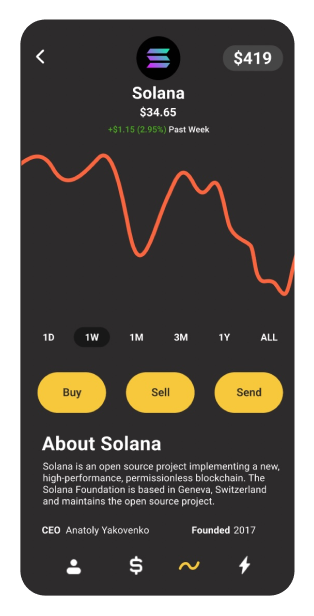 $419
Solana
$34.65
+$1.15 (2.95%) Past Week
1D 1W 1M 3M 1Y ALL
Buy Sell Send
About Solana
Solana is an open source project implementing a new,
high-performance, permissionless blockchain. The
Solana Foundation is based in Geneva, Switzerland
and maintains the open source project.
CEO Anatoly Yakovenko Founded 2017